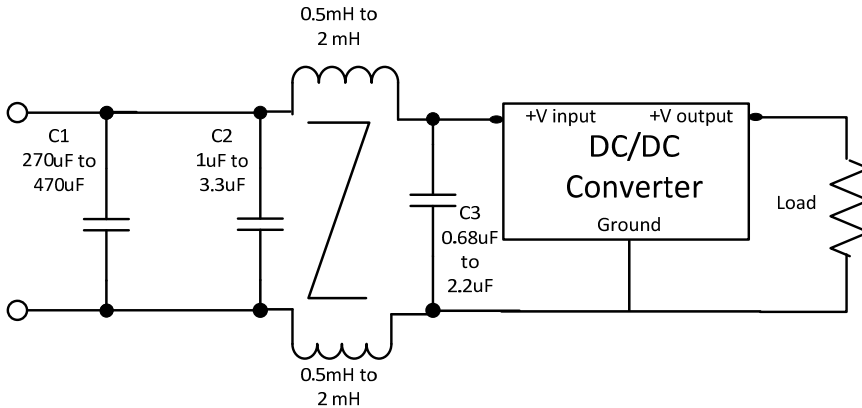 0.5mH to
2 mH
C1
270uF to
470uF
C2
1uF to
3.3uF
C3
0.68uF
to
2.2uF
+V input
+V output
DC/DC
Converter
Ground
Load
0.5mH to
2 mH